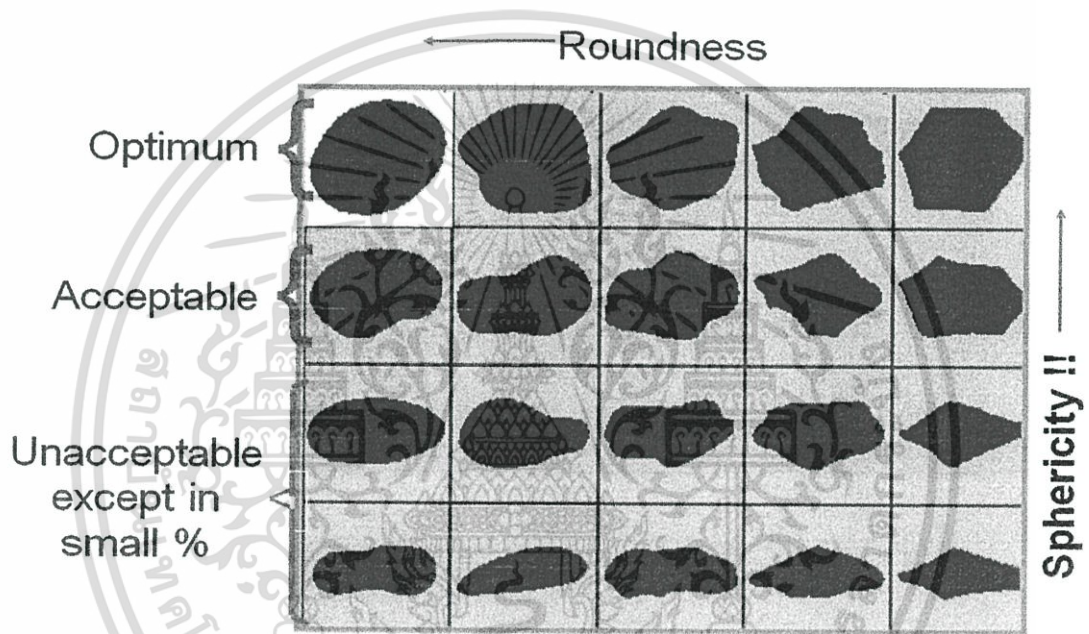 Roundness
Optimum
Acceptable
Unacceptable
except in
small %
Sphericity !!